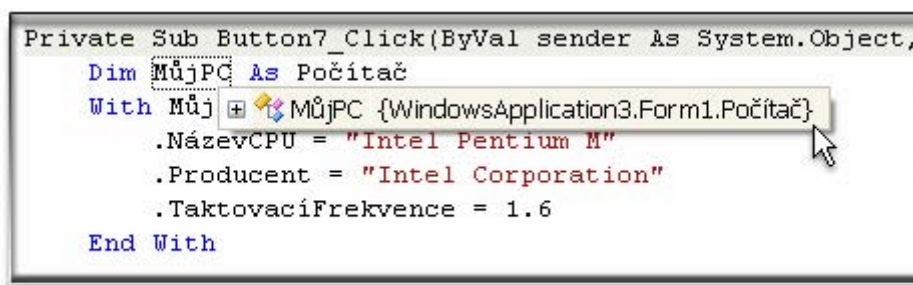 Private Sub Button7_Click(ByVal sender As System.Object,
Dim MůjPC As Počítač
With Můj
MůjPC {WindowsApplication3.Form1.Počítač}
.NázevCPU = "Intel Pentium M"
.Producent = "Intel Corporation"
.TaktovacíFrekvence = 1.6
End With